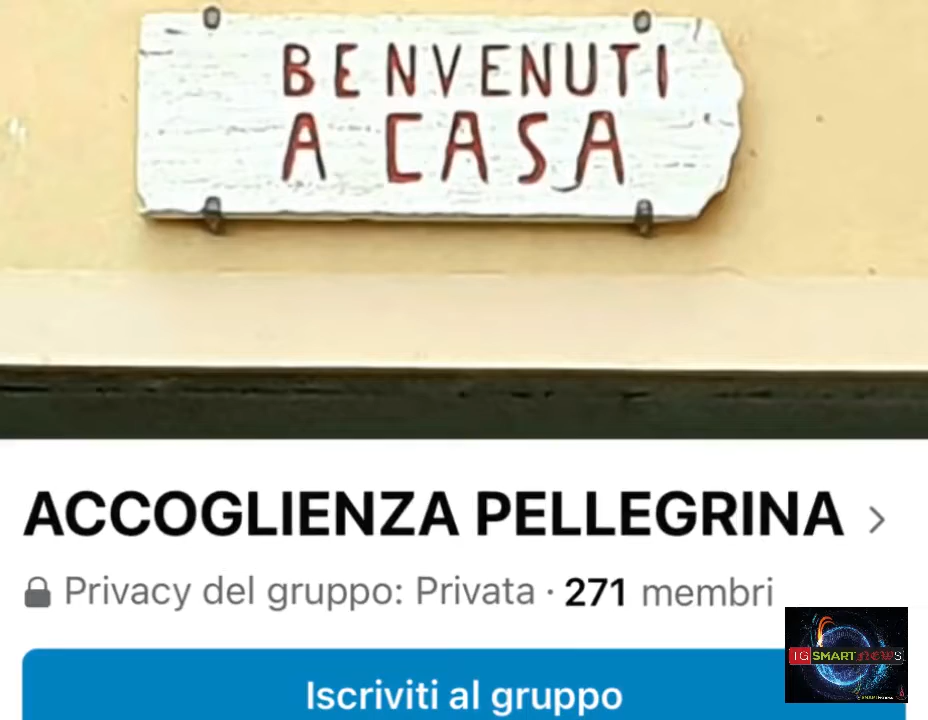 BENVENUTI
A CASA
ACCOGLIENZA PELLEGRINA
Privacy del gruppo: Privata · 271 membri
IG SMART NEWS
Iscriviti al gruppo